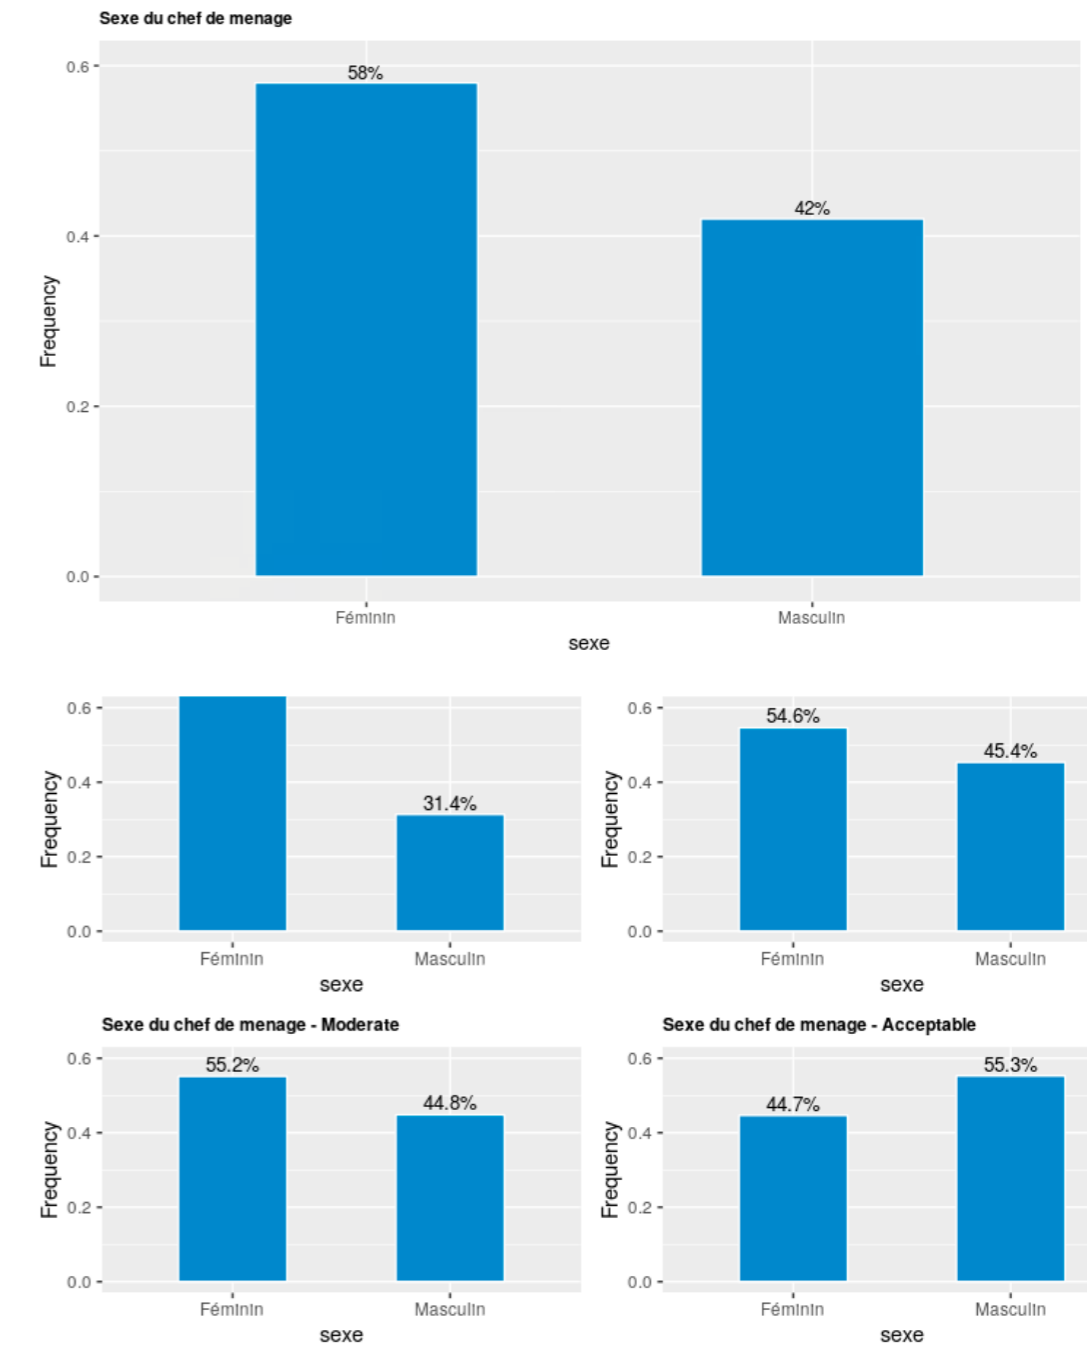 Sexe du chef de menage
0.6
58%
42%
0.4
Frequency
0.2
0.0
Féminin Masculin
sexe
0.6
0.4
31.4%
Frequency
0.2
0.0
Féminin Masculin
sexe
0.6
54.6%
45.4%
0.4
Frequency
0.2
0.0
Féminin Masculin
sexe
Sexe du chef de menage - Moderate
0.6
55.2%
44.8%
0.4
Frequency
0.2
0.0
Féminin Masculin
sexe
Sexe du chef de menage - Acceptable
0.6
55.3%
44.7%
0.4
Frequency
0.2
0.0
Féminin Masculin
sexe